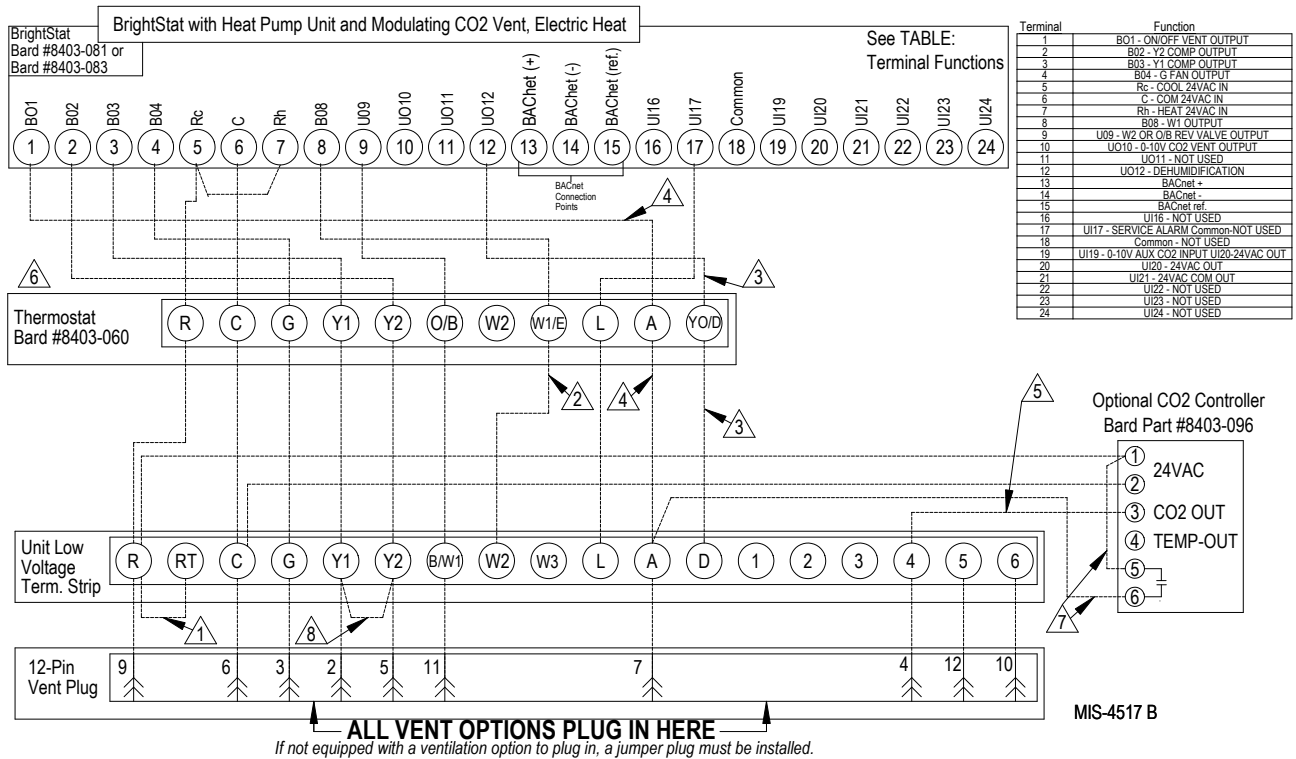 BrightStat with Heat Pump Unit and Modulating CO2 Vent, Electric Heat
BrightStat
Bard #8403-081 or
Bard #8403-083
See TABLE:
Terminal Functions
BO1 B02 B03 B04 Rc C Rh B08 U09 UO10 UO11 UO12 BAChet (+) BAChet (-) BAChet (ref.) UI16 UI17 Common UI19 UI20 UI21 UI22 UI23 UI24
1 2 3 4 5 6 7 8 9 10 11 12 13 14 15 16 17 18 19 20 21 22 23 24
BACnet
Connection
Points
4
6
3
Thermostat
Bard #8403-060
R C G Y1 Y2 O/B W2 W1/E L A YO/D
2
4
3
5
Unit Low
Voltage
Term. Strip
R RT C G Y1 Y2 B/W1 W2 W3 L A D 1 2 3 4 5 6
1
8
7
12-Pin
Vent Plug
9 6 3 2 5 11 7 4 12 10
ALL VENT OPTIONS PLUG IN HERE
If not equipped with a ventilation option to plug in, a jumper plug must be installed.
MIS-4517 B
Optional CO2 Controller
Bard Part #8403-096
1
24VAC
2
3 CO2 OUT
4 TEMP-OUT
5
6
Terminal Function
1 BO1 - ON/OFF VENT OUTPUT
2 B02 - Y2 COMP OUTPUT
3 B03 - Y1 COMP OUTPUT
4 B04 - G FAN OUTPUT
5 Rc - COOL 24VAC IN
6 C - COM 24VAC IN
7 Rh - HEAT 24VAC IN
8 B08 - W1 OUTPUT
9 U09 - W2 OR O/B REV VALVE OUTPUT
10 UO10 - 0-10V CO2 VENT OUTPUT
11 UO11 - NOT USED
12 UO12 - DEHUMIDIFICATION
13 BACnet +
14 BACnet -
15 BACnet ref.
16 UI16 - NOT USED
17 UI17 - SERVICE ALARM Common-NOT USED
18 Common - NOT USED
19 UI19 - 0-10V AUX CO2 INPUT UI20-24VAC OUT
20 UI20 - 24VAC OUT
21 UI21 - 24VAC COM OUT
22 UI22 - NOT USED
23 UI23 - NOT USED
24 UI24 - NOT USED